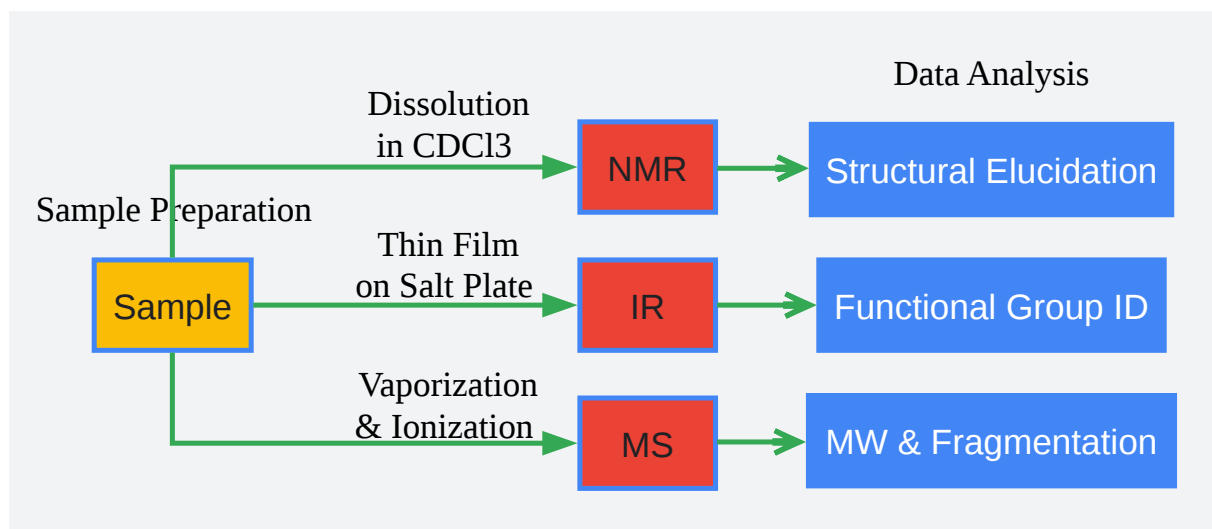 Data Analysis
Dissolution
in CDCl3
NMR
Structural Elucidation
Sample Preparation
Thin Film
on Salt Plate
Sample
IR
Functional Group ID
Vaporization
& Ionization
MS
MW & Fragmentation